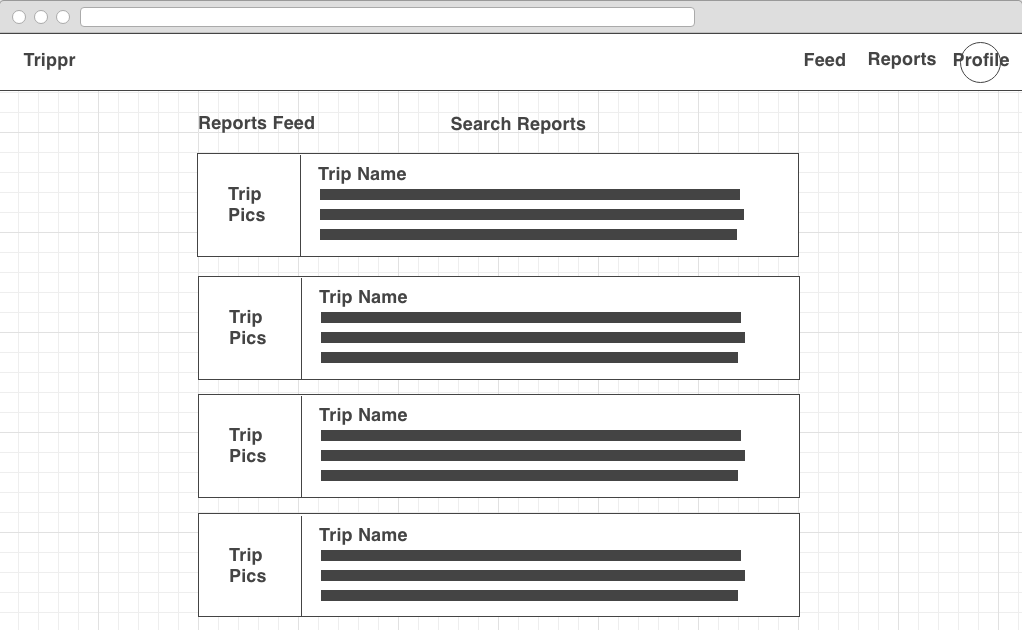 Trippr
Feed Reports Profile
Reports Feed
Search Reports
Trip
Pics
Trip Name
Trip
Pics
Trip Name
Trip
Pics
Trip Name
Trip
Pics
Trip Name